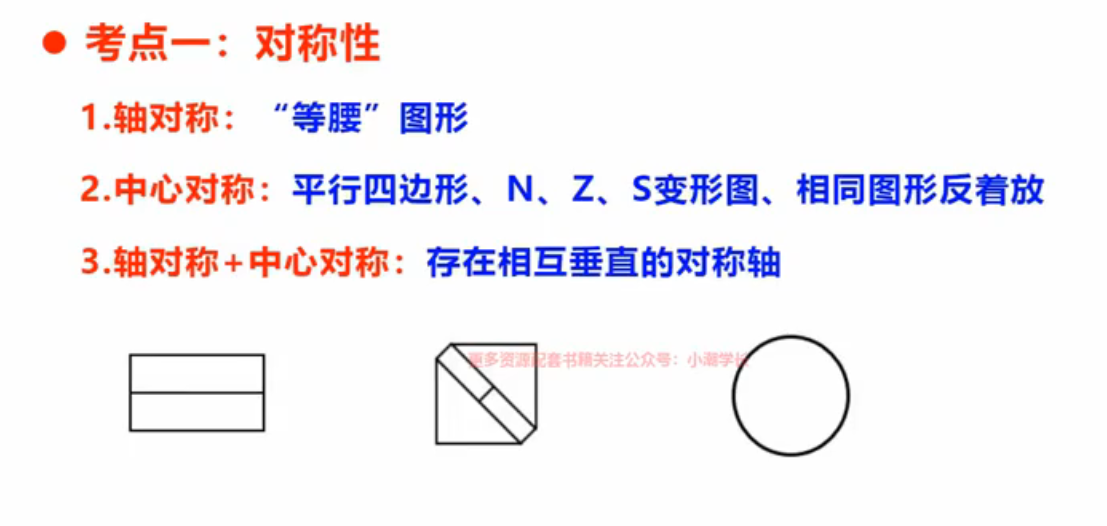 ● 考点一：对称性
1.轴对称：“等腰”图形
2.中心对称：平行四边形、N、Z、S变形图、相同图形反着放
3.轴对称+中心对称：存在相互垂直的对称轴
更多资源配套书籍关注公众号：小潮学长